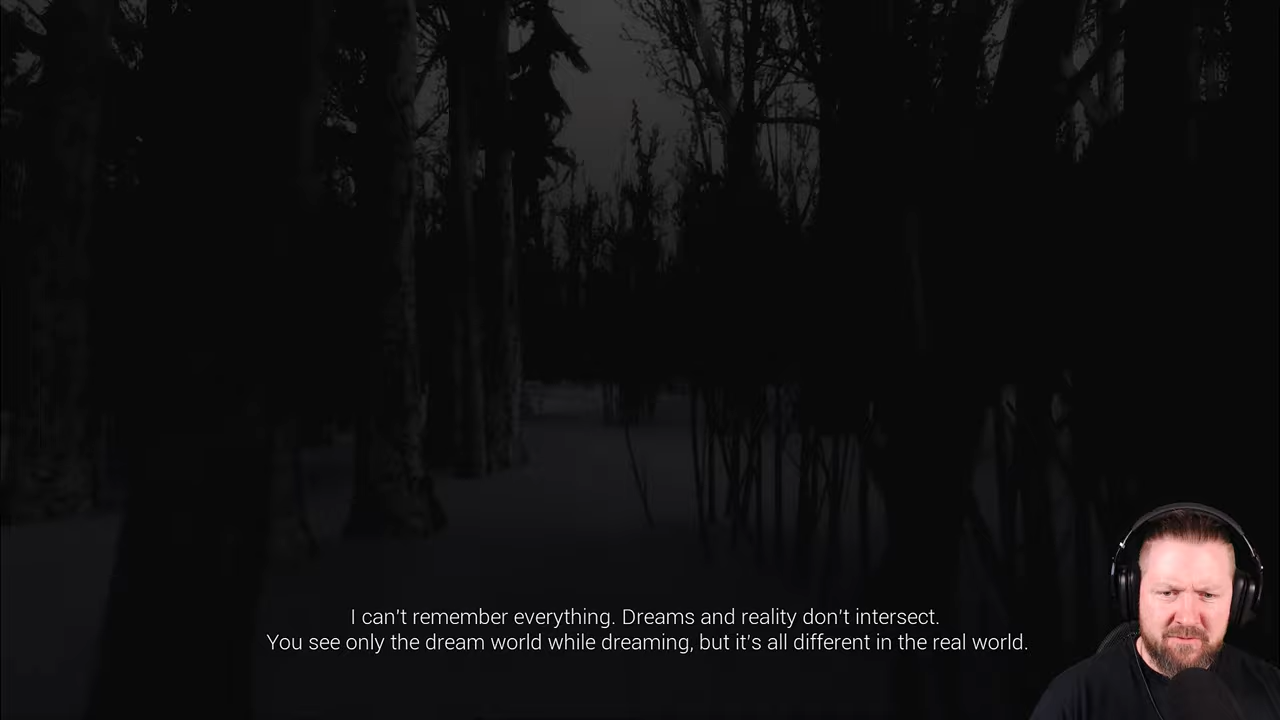 I can't remember everything. Dreams and reality don't intersect.
You see only the dream world while dreaming, but it's all different in the real world.